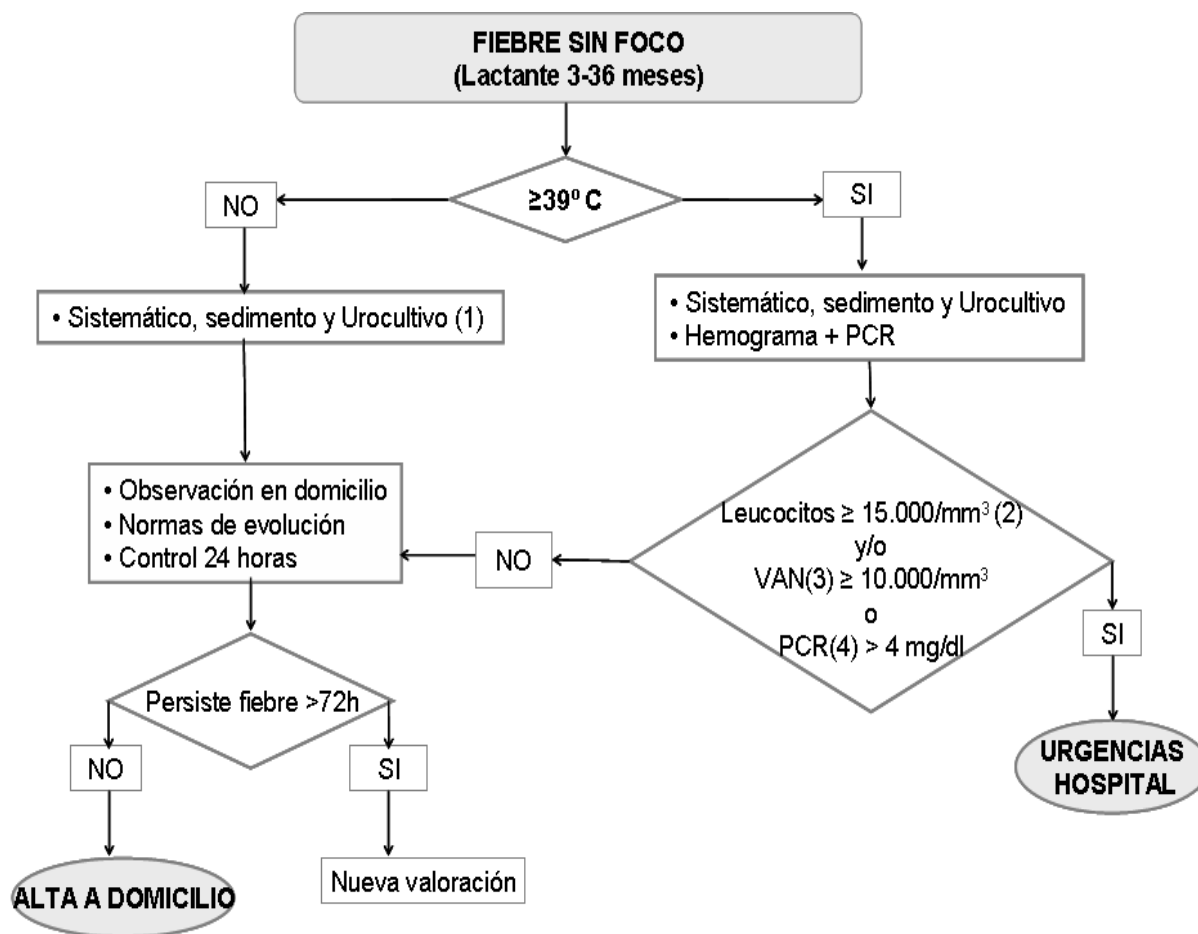 FIEBRE SIN FOCO
(Lactante 3-36 meses)
≥39º C
NO
SI
• Sistemático, sedimento y Urocultivo (1)
• Sistemático, sedimento y Urocultivo
• Hemograma + PCR
• Observación en domicilio
• Normas de evolución
• Control 24 horas
NO
Leucocitos ≥ 15.000/mm³ (2)
y/o
VAN(3) ≥ 10.000/mm³
o
PCR(4) > 4 mg/dl
SI
Persiste fiebre >72h
NO
SI
URGENCIAS
HOSPITAL
ALTA A DOMICILIO
Nueva valoración